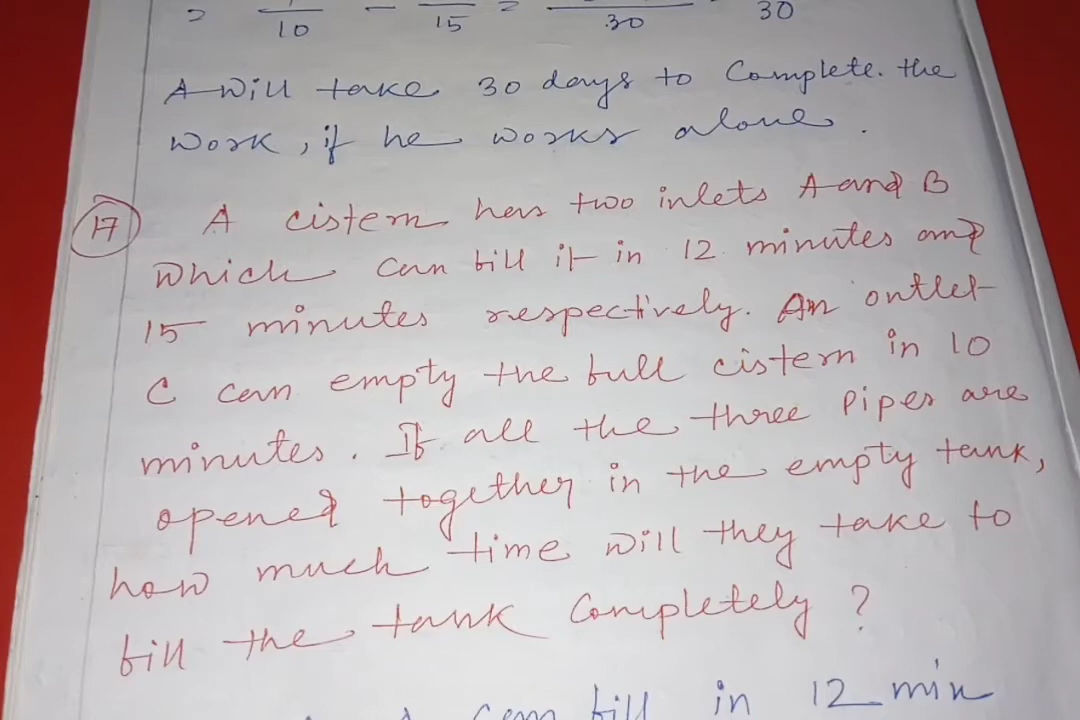 = 1/10 - 1/15 = /30 30
A will take 30 days to Complete. the
work, if he works alone.
17 A cistern has two inlets A and B
which can fill it in 12 minutes and
15 minutes respectively. An outlet
C can empty the full cistern in 10
minutes. If all the three pipes are
opened together in the empty tank,
how much time will they take to
fill the tank Completely?
can fill in 12 min